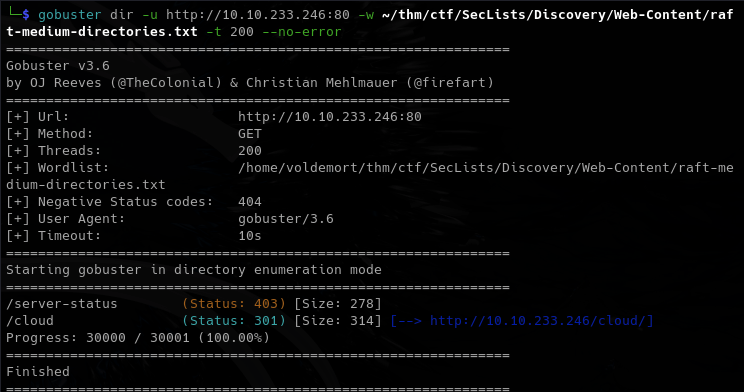 └─$ gobuster dir -u http://10.10.233.246:80 -w ~/thm/ctf/SecLists/Discovery/Web-Content/raf
t-medium-directories.txt -t 200 --no-error
===============================================================
Gobuster v3.6
by OJ Reeves (@TheColonial) & Christian Mehlmauer (@firefart)
===============================================================
[+] Url:                     http://10.10.233.246:80
[+] Method:                  GET
[+] Threads:                 200
[+] Wordlist:                /home/voldemort/thm/ctf/SecLists/Discovery/Web-Content/raft-me
dium-directories.txt
[+] Negative Status codes:   404
[+] User Agent:              gobuster/3.6
[+] Timeout:                 10s
===============================================================
Starting gobuster in directory enumeration mode
===============================================================
/server-status        (Status: 403) [Size: 278]
/cloud                (Status: 301) [Size: 314] [--> http://10.10.233.246/cloud/]
Progress: 30000 / 30001 (100.00%)
===============================================================
Finished
===============================================================